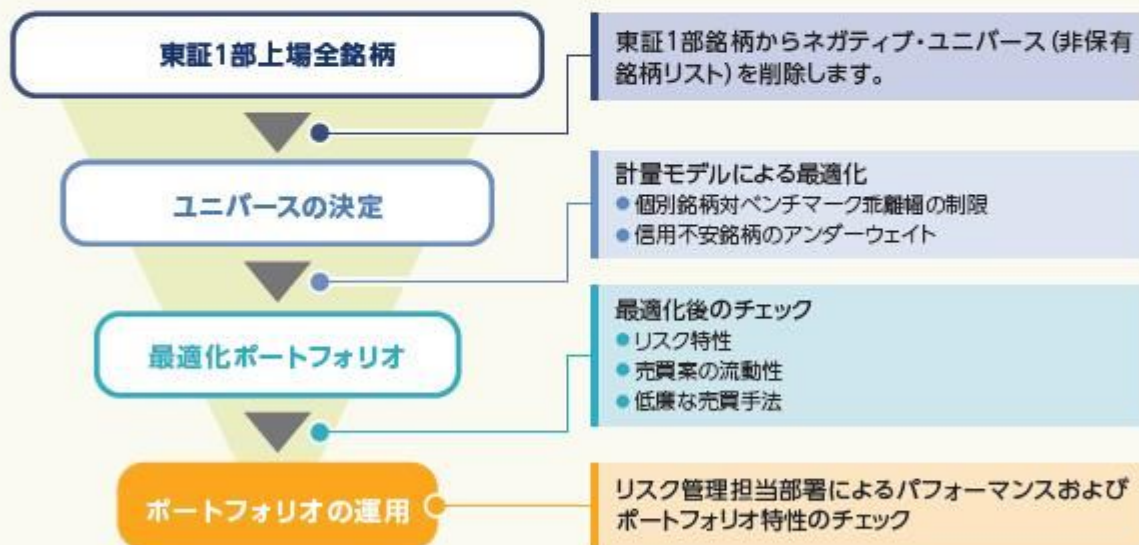 東証1部上場全銘柄
東証1部銘柄からネガティブ・ユニバース(非保有
銘柄リスト)を削除します。
ユニバースの決定
計量モデルによる最適化
●個別銘柄対ベンチマーク乖離幅の制限
●信用不安銘柄のアンダーウェイト
最適化ポートフォリオ
最適化後のチェック
●リスク特性
●売買案の流動性
●低廉な売買手法
ポートフォリオの運用
リスク管理担当部署によるパフォーマンスおよび
ポートフォリオ特性のチェック